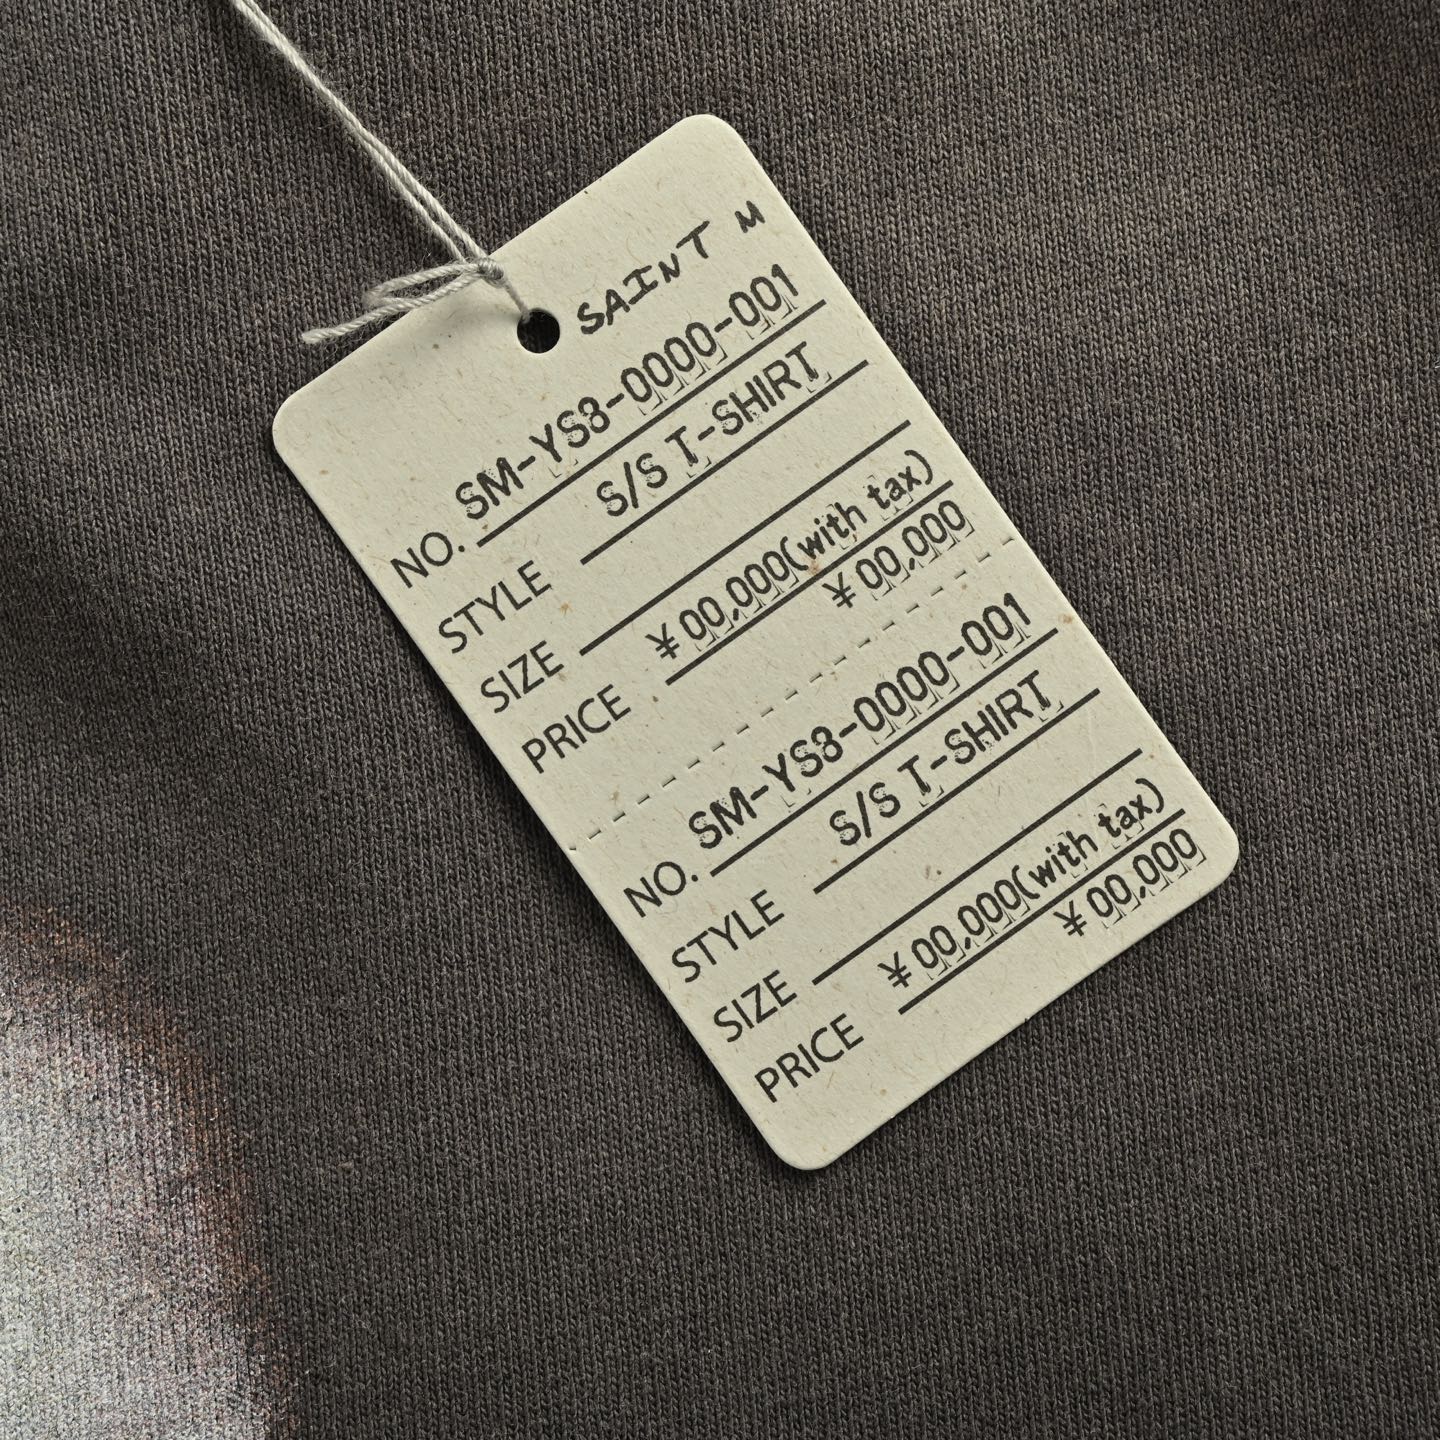 SAINT M
NO. SM-YS8-0000-001
STYLE S/S T-SHIRT
SIZE
PRICE ¥00,000(with tax)
¥00,000
NO. SM-YS8-0000-001
STYLE S/S T-SHIRT
SIZE
PRICE ¥00,000(with tax)
¥00,000